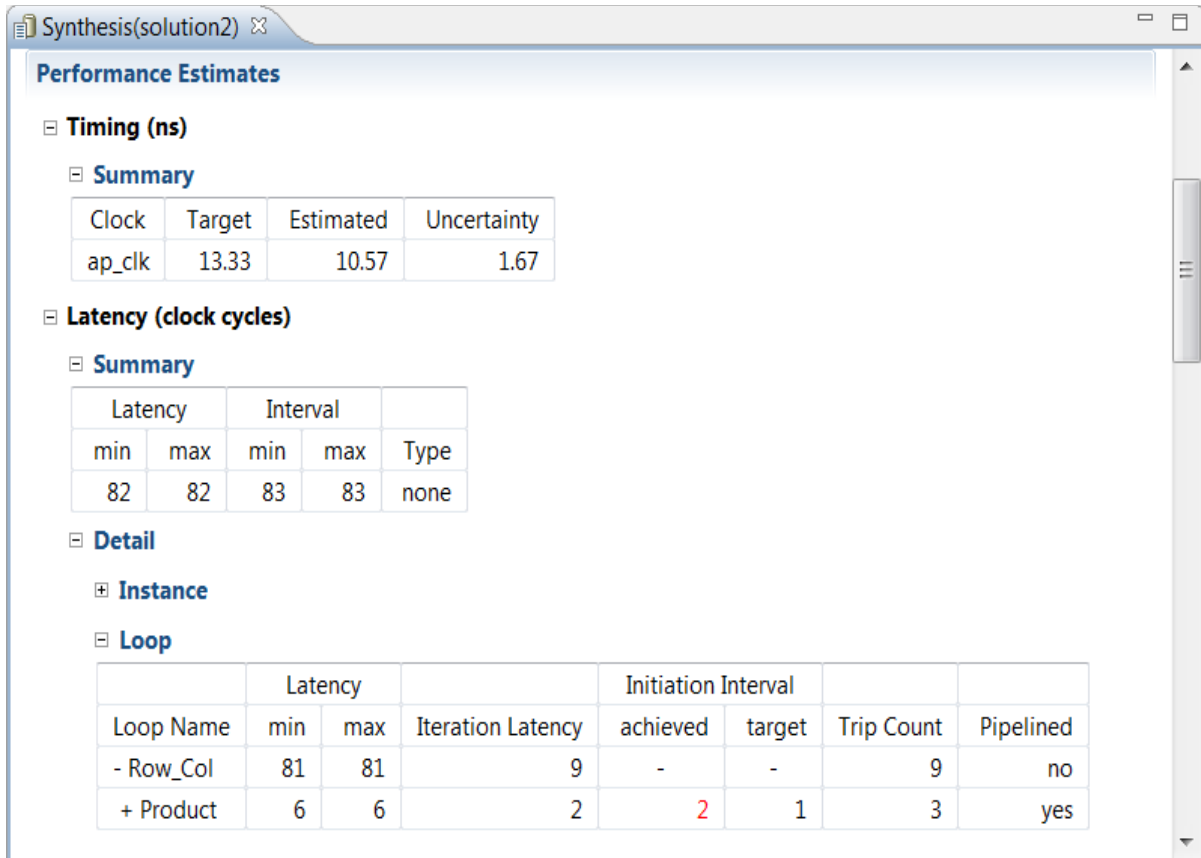 Synthesis(solution2)
Performance Estimates
Timing (ns)
Summary
Clock Target Estimated Uncertainty
ap_clk 13.33 10.57 1.67
Latency (clock cycles)
Summary
Latency Interval
min max min max Type
82 82 83 83 none
Detail
Instance
Loop
Latency Initiation Interval
Loop Name min max Iteration Latency achieved target Trip Count Pipelined
- Row_Col 81 81 9 - - 9 no
+ Product 6 6 2 2 1 3 yes